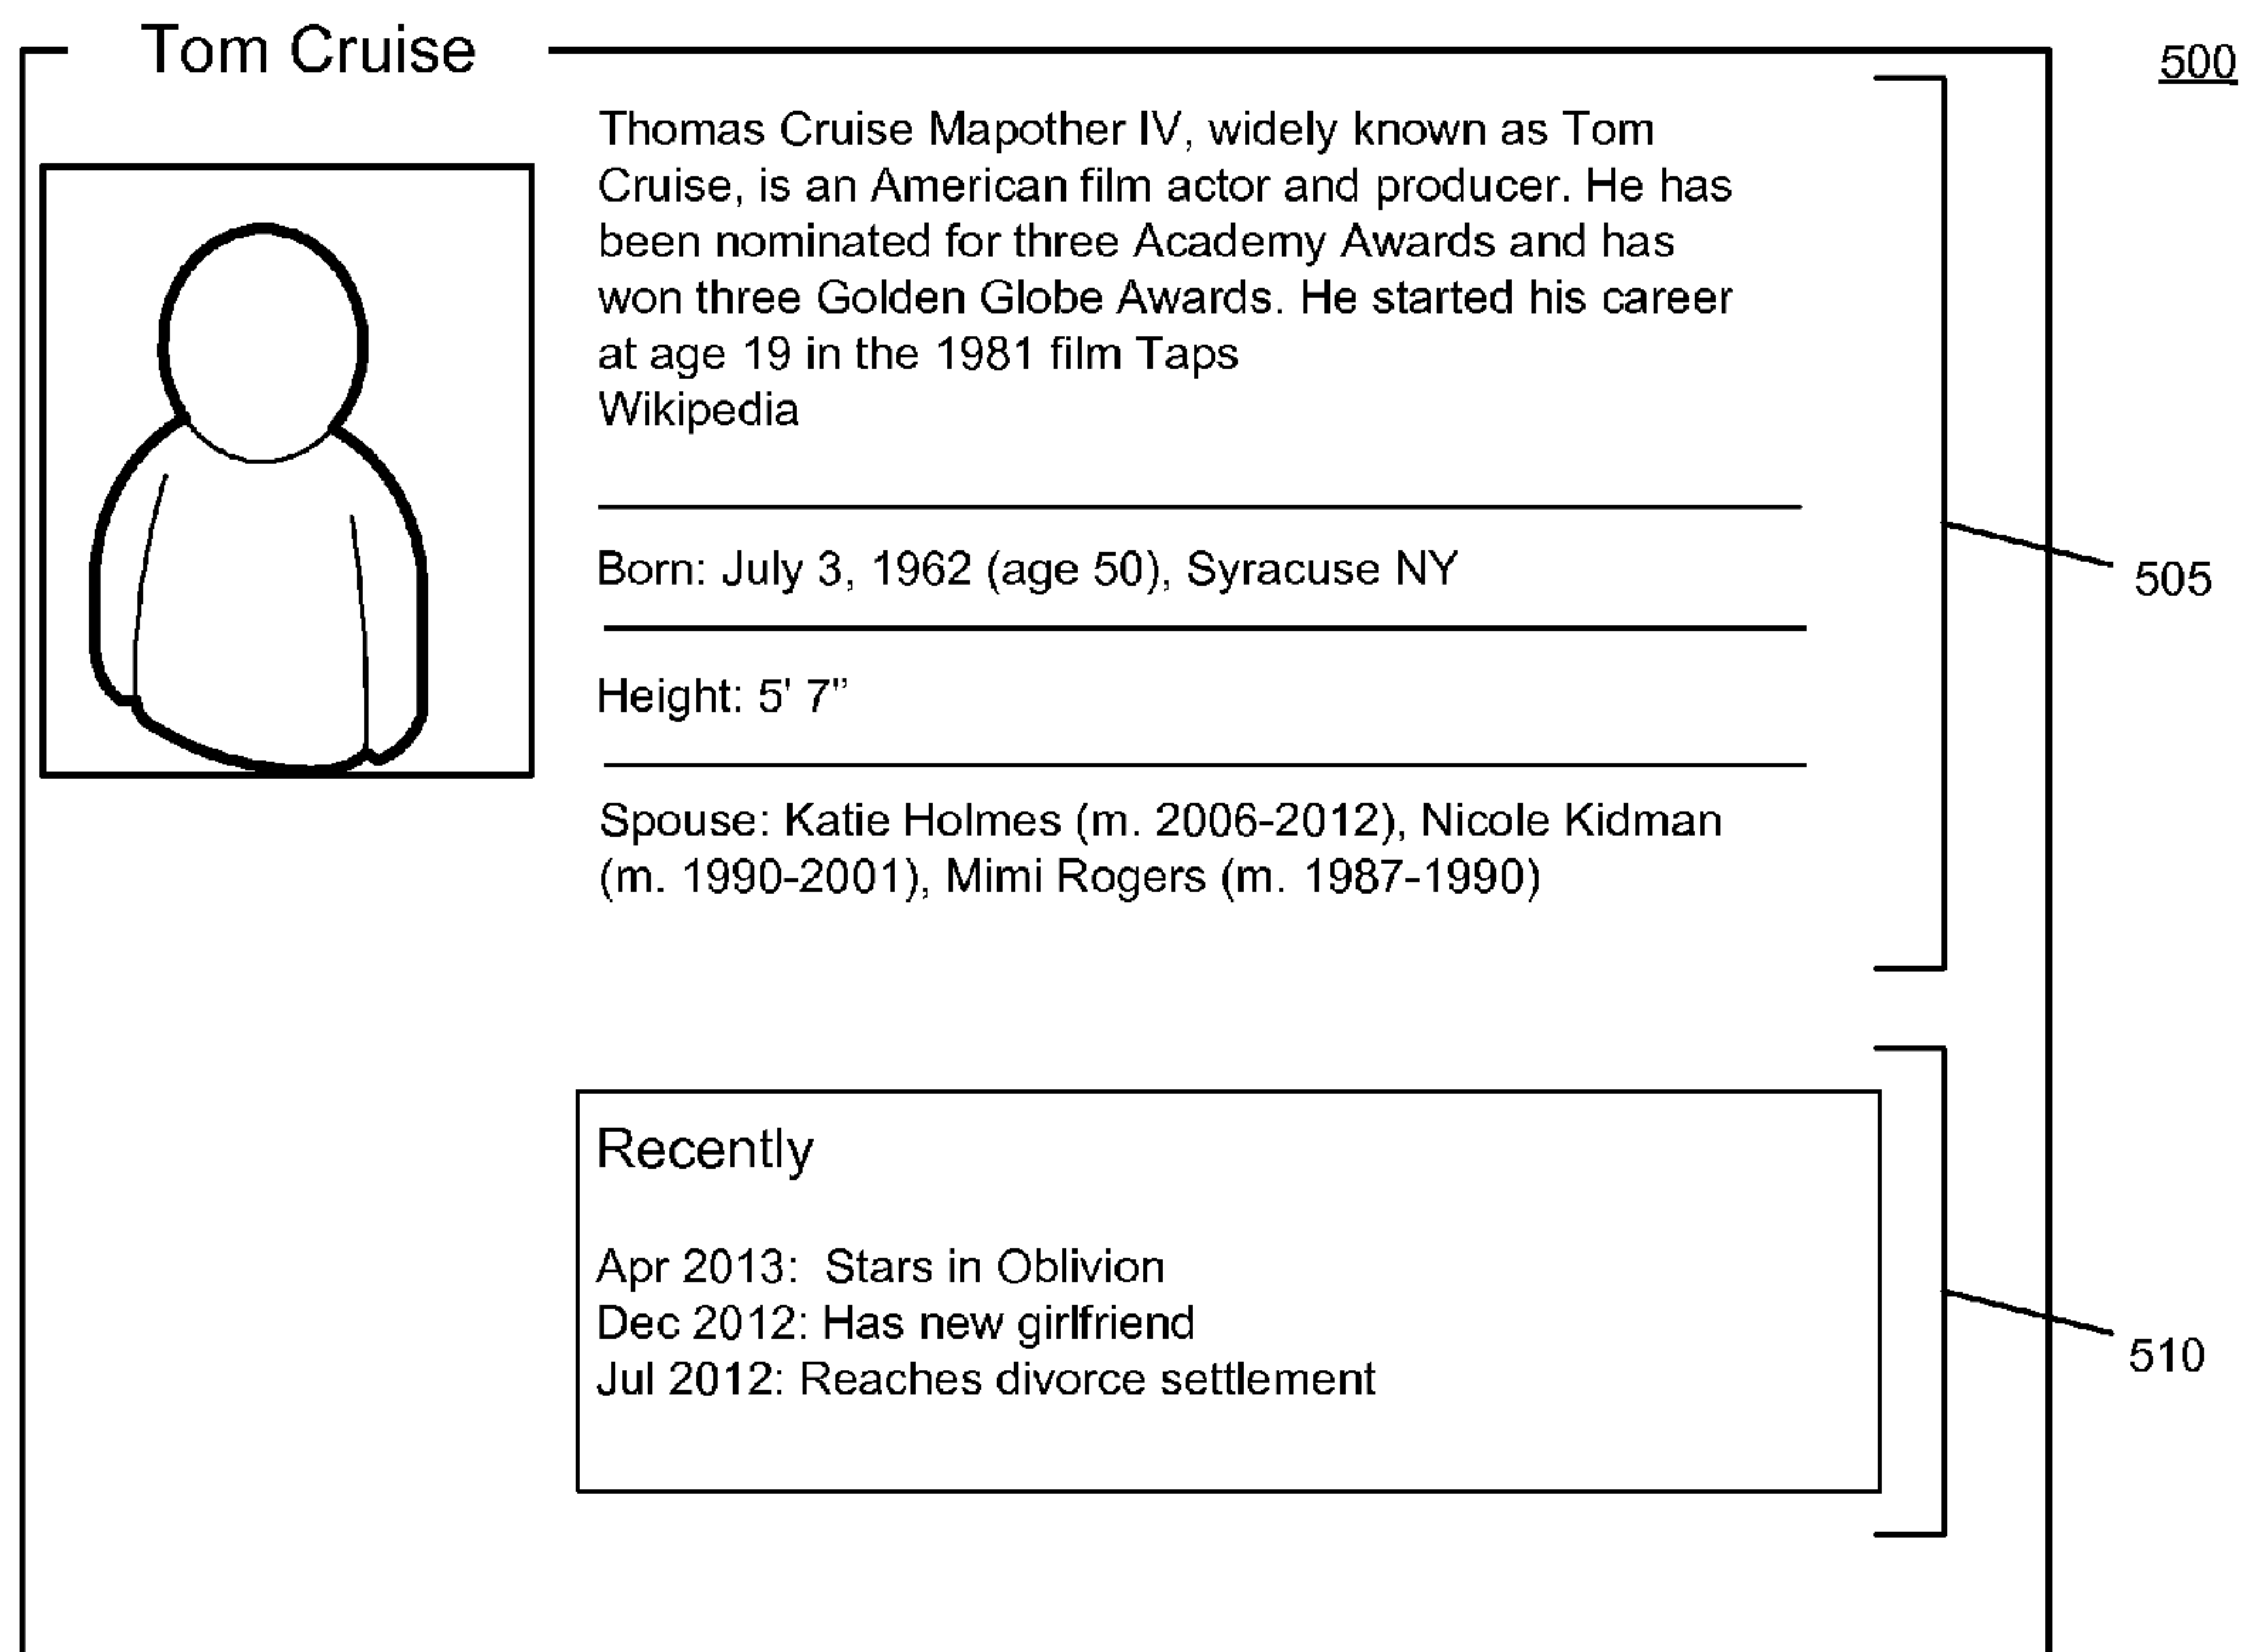 Tom Cruise
500
Thomas Cruise Mapother IV, widely known as Tom
Cruise, is an American film actor and producer. He has
been nominated for three Academy Awards and has
won three Golden Globe Awards. He started his career
at age 19 in the 1981 film Taps
Wikipedia
Born: July 3, 1962 (age 50), Syracuse NY
505
Height: 5' 7”
Spouse: Katie Holmes (m. 2006-2012), Nicole Kidman
(m. 1990-2001), Mimi Rogers (m. 1987-1990)
Recently
Apr 2013:  Stars in Oblivion
Dec 2012: Has new girlfriend
Jul 2012: Reaches divorce settlement
510